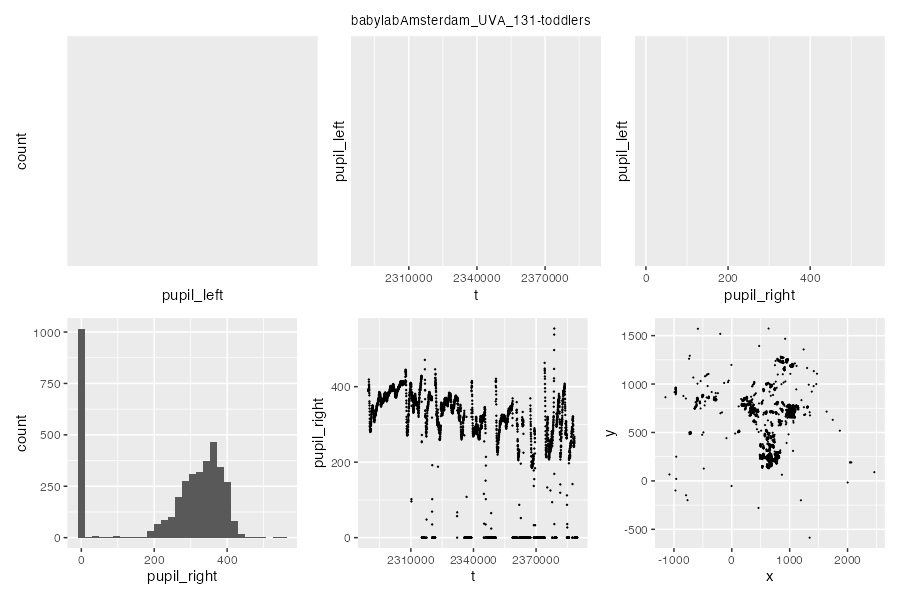 babylabAmsterdam_UVA_131-toddlers
count
pupil_left
pupil_left
2310000 2340000 2370000
t
pupil_left
0 200 400
pupil_right
count
1000
750
500
250
0
0 200 400
pupil_right
pupil_right
400
200
0
2310000 2340000 2370000
t
y
1500
1000
500
0
-500
-1000 0 1000 2000
x